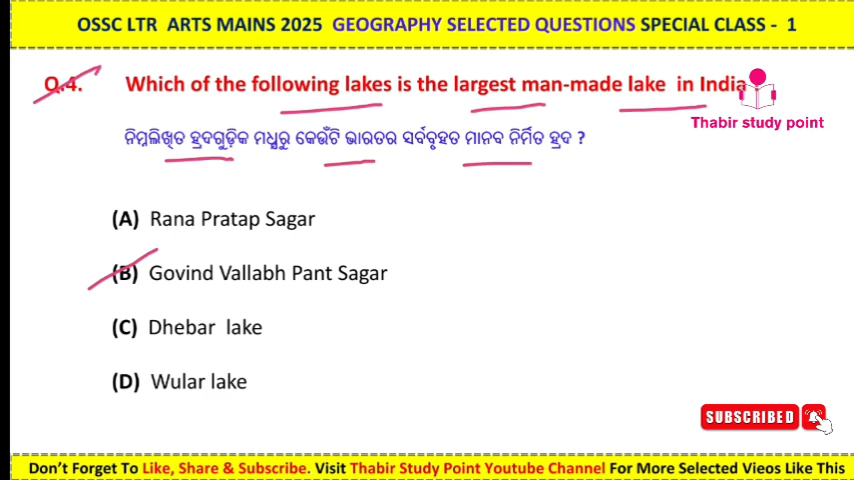 OSSC LTR ARTS MAINS 2025 GEOGRAPHY SELECTED QUESTIONS SPECIAL CLASS - 1
Q.4. Which of the following lakes is the largest man-made lake in India
Thabir study point
ନିମ୍ନଲିଖିତ ହ୍ରଦଗୁଡ଼ିକ ମଧ୍ଯରୁ କେଉଁଟି ଭାରତର ସର୍ବବୃହତ ମାନବ ନିର୍ମିତ ହ୍ରଦ ?
(A) Rana Pratap Sagar
(B) Govind Vallabh Pant Sagar
(C) Dhebar lake
(D) Wular lake
SUBSCRIBED
Don't Forget To Like, Share & Subscribe. Visit Thabir Study Point Youtube Channel For More Selected Vieos Like This